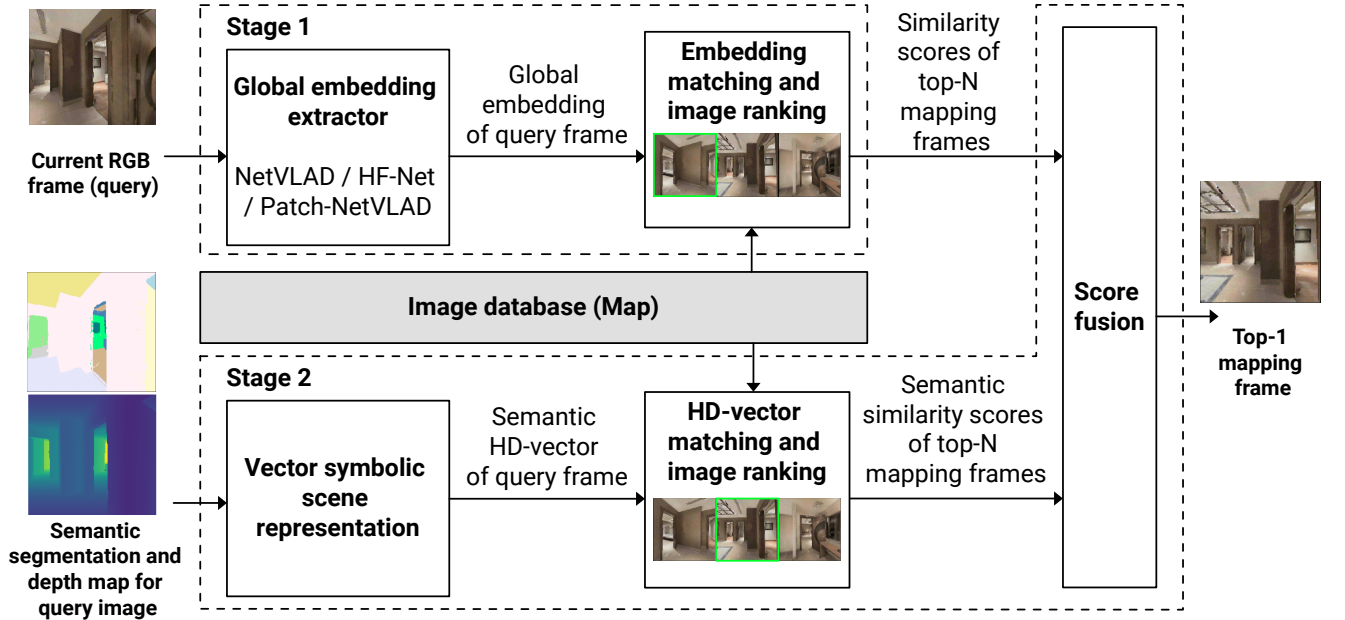 Stage 1
Global embedding
extractor
NetVLAD / HF-Net
/ Patch-NetVLAD
Current RGB
frame (query)
Global
embedding
of query frame
Embedding
matching and
image ranking
Similarity
scores of
top-N
mapping
frames
Image database (Map)
Score
fusion
Top-1
mapping
frame
Stage 2
Vector symbolic
scene
representation
Semantic
segmentation and
depth map for
query image
Semantic
HD-vector
of query frame
HD-vector
matching and
image ranking
Semantic
similarity scores
of top-N
mapping frames